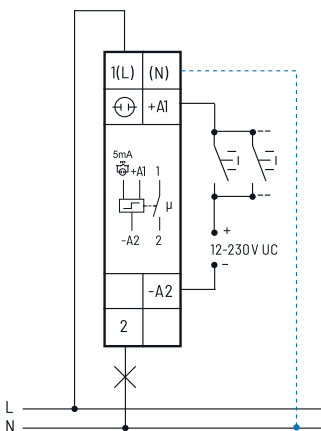 1(L) (N)
+A1
5mA
+A1 1
µ
-A2 2
+
12-230V UC
-
-A2
2
L
N